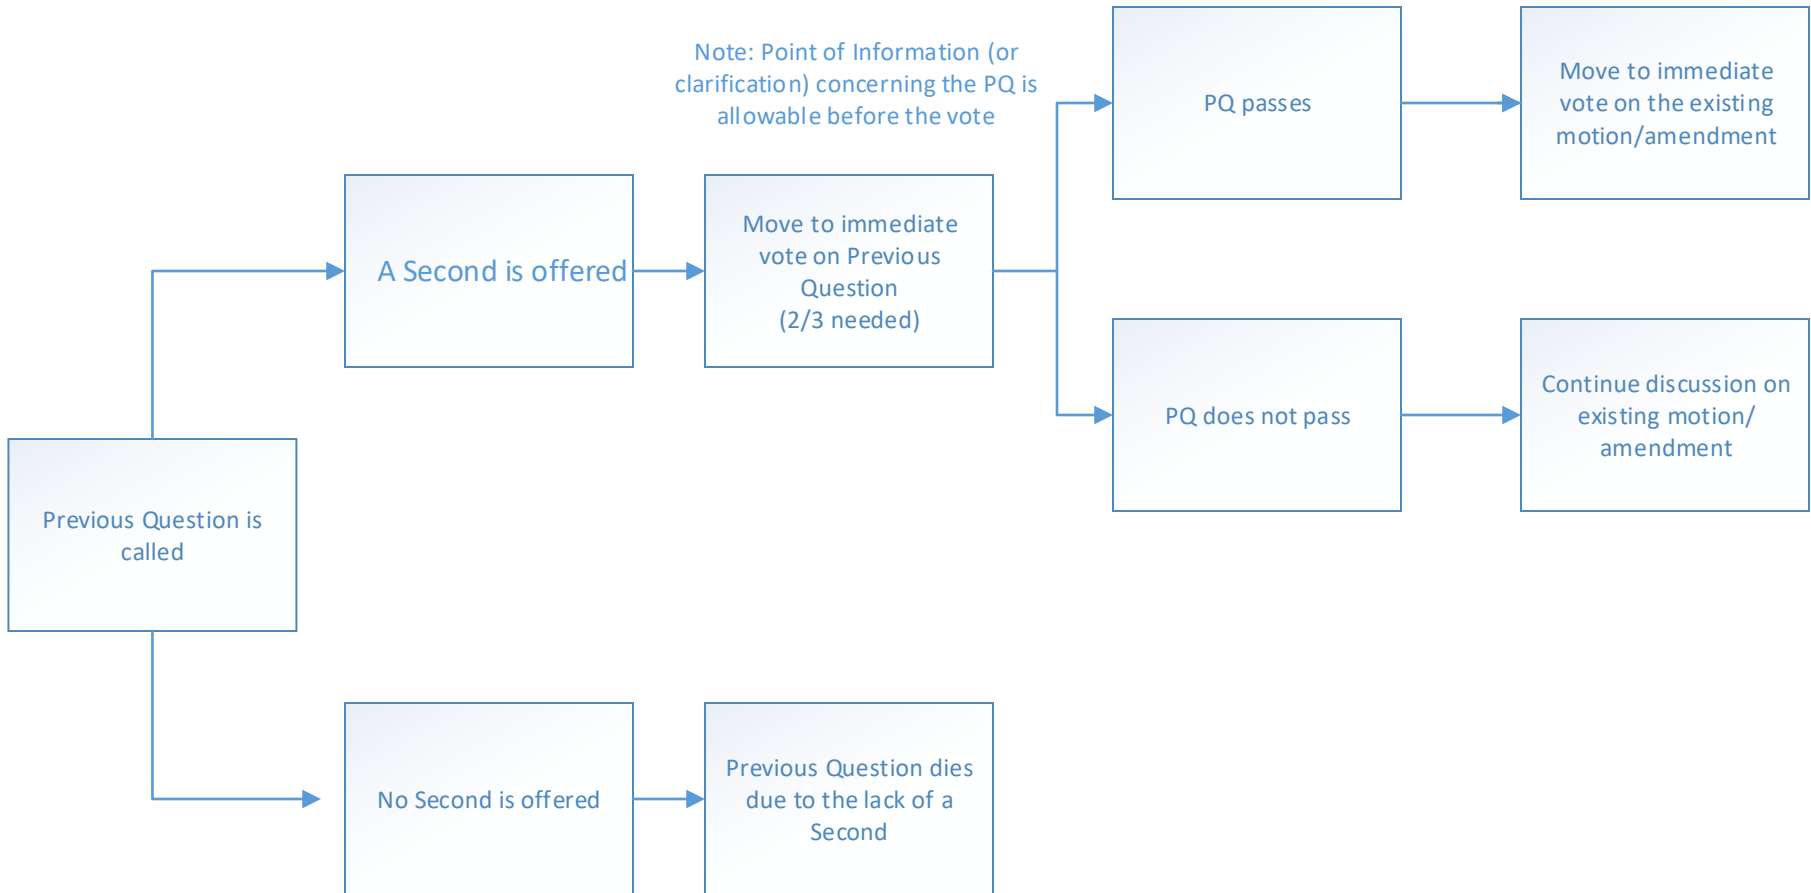 Note: Point of Information (or
clarification) concerning the PQ is
allowable before the vote
PQ passes
Move to immediate
vote on the existing
motion/amendment
A Second is offered
Move to immediate
vote on Previous
Question
(2/3 needed)
PQ does not pass
Continue discussion on
existing motion/
amendment
Previous Question is
called
No Second is offered
Previous Question dies
due to the lack of a
Second